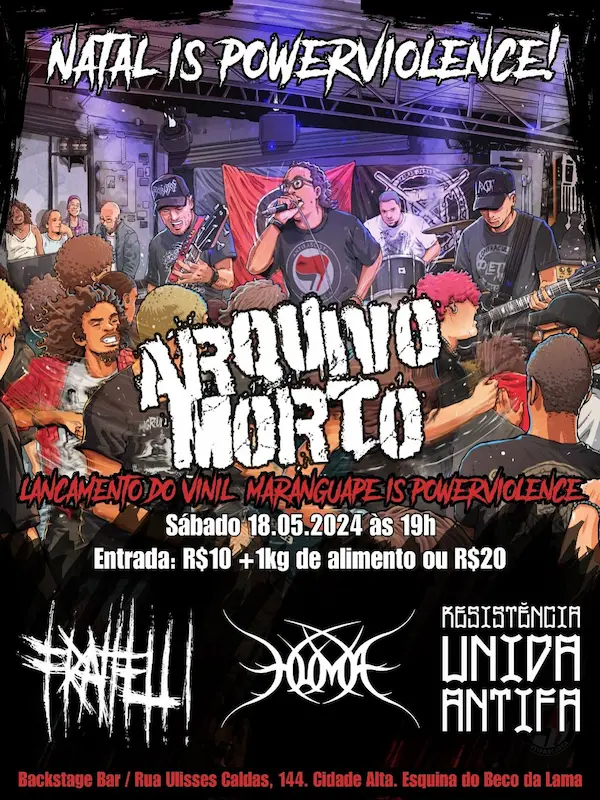 NATAL IS POWERVIOLENCE!
ARQUIVO
MORTO
LANCAMENTO DO VINIL MARANGUAPE IS POWERVIOLENCE
Sábado 18.05.2024 às 19h
Entrada: R$10 +1kg de alimento ou R$20
FRATELLI
RESISTÊNCIA
UNIDA
ANTIFA
Backstage Bar / Rua Ulisses Caldas, 144. Cidade Alta. Esquina do Beco da Lama